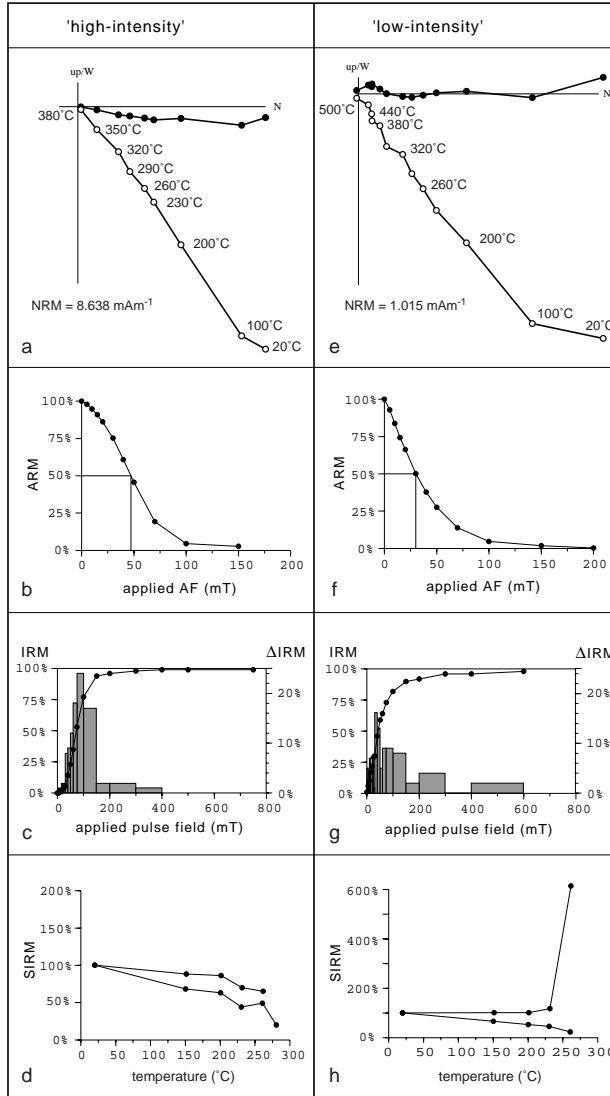 'high-intensity'
up/W
N
380°C
350°C
320°C
290°C
260°C
230°C
200°C
NRM = 8.638 mAm-1
100°C
20°C
a
100%
75%
50%
25%
0%
ARM
0 50 100 150 200
b applied AF (mT)
IRM ΔIRM
100%
75%
50%
25%
0%
20%
10%
0%
0 200 400 600 800
c applied pulse field (mT)
200%
150%
100%
50%
0%
SIRM
0 50 100 150 200 250 300
d temperature (°C)
'low-intensity'
up/W
N
500°C
440°C
380°C
320°C
260°C
200°C
NRM = 1.015 mAm-1
100°C
20°C
e
100%
75%
50%
25%
0%
ARM
0 50 100 150 200
f applied AF (mT)
IRM ΔIRM
100%
75%
50%
25%
0%
20%
10%
0%
0 200 400 600 800
g applied pulse field (mT)
600%
400%
200%
100%
0%
SIRM
0 50 100 150 200 250 300
h temperature (°C)